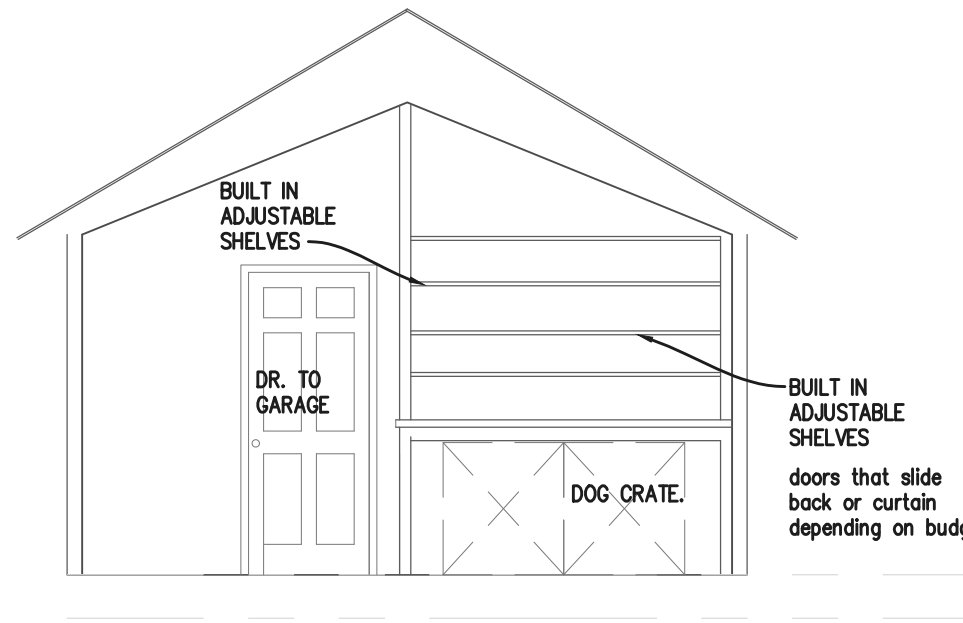 BUILT IN
ADJUSTABLE
SHELVES
DR. TO
GARAGE
BUILT IN
ADJUSTABLE
SHELVES
DOG CRATE.
doors that slide
back or curtain
depending on